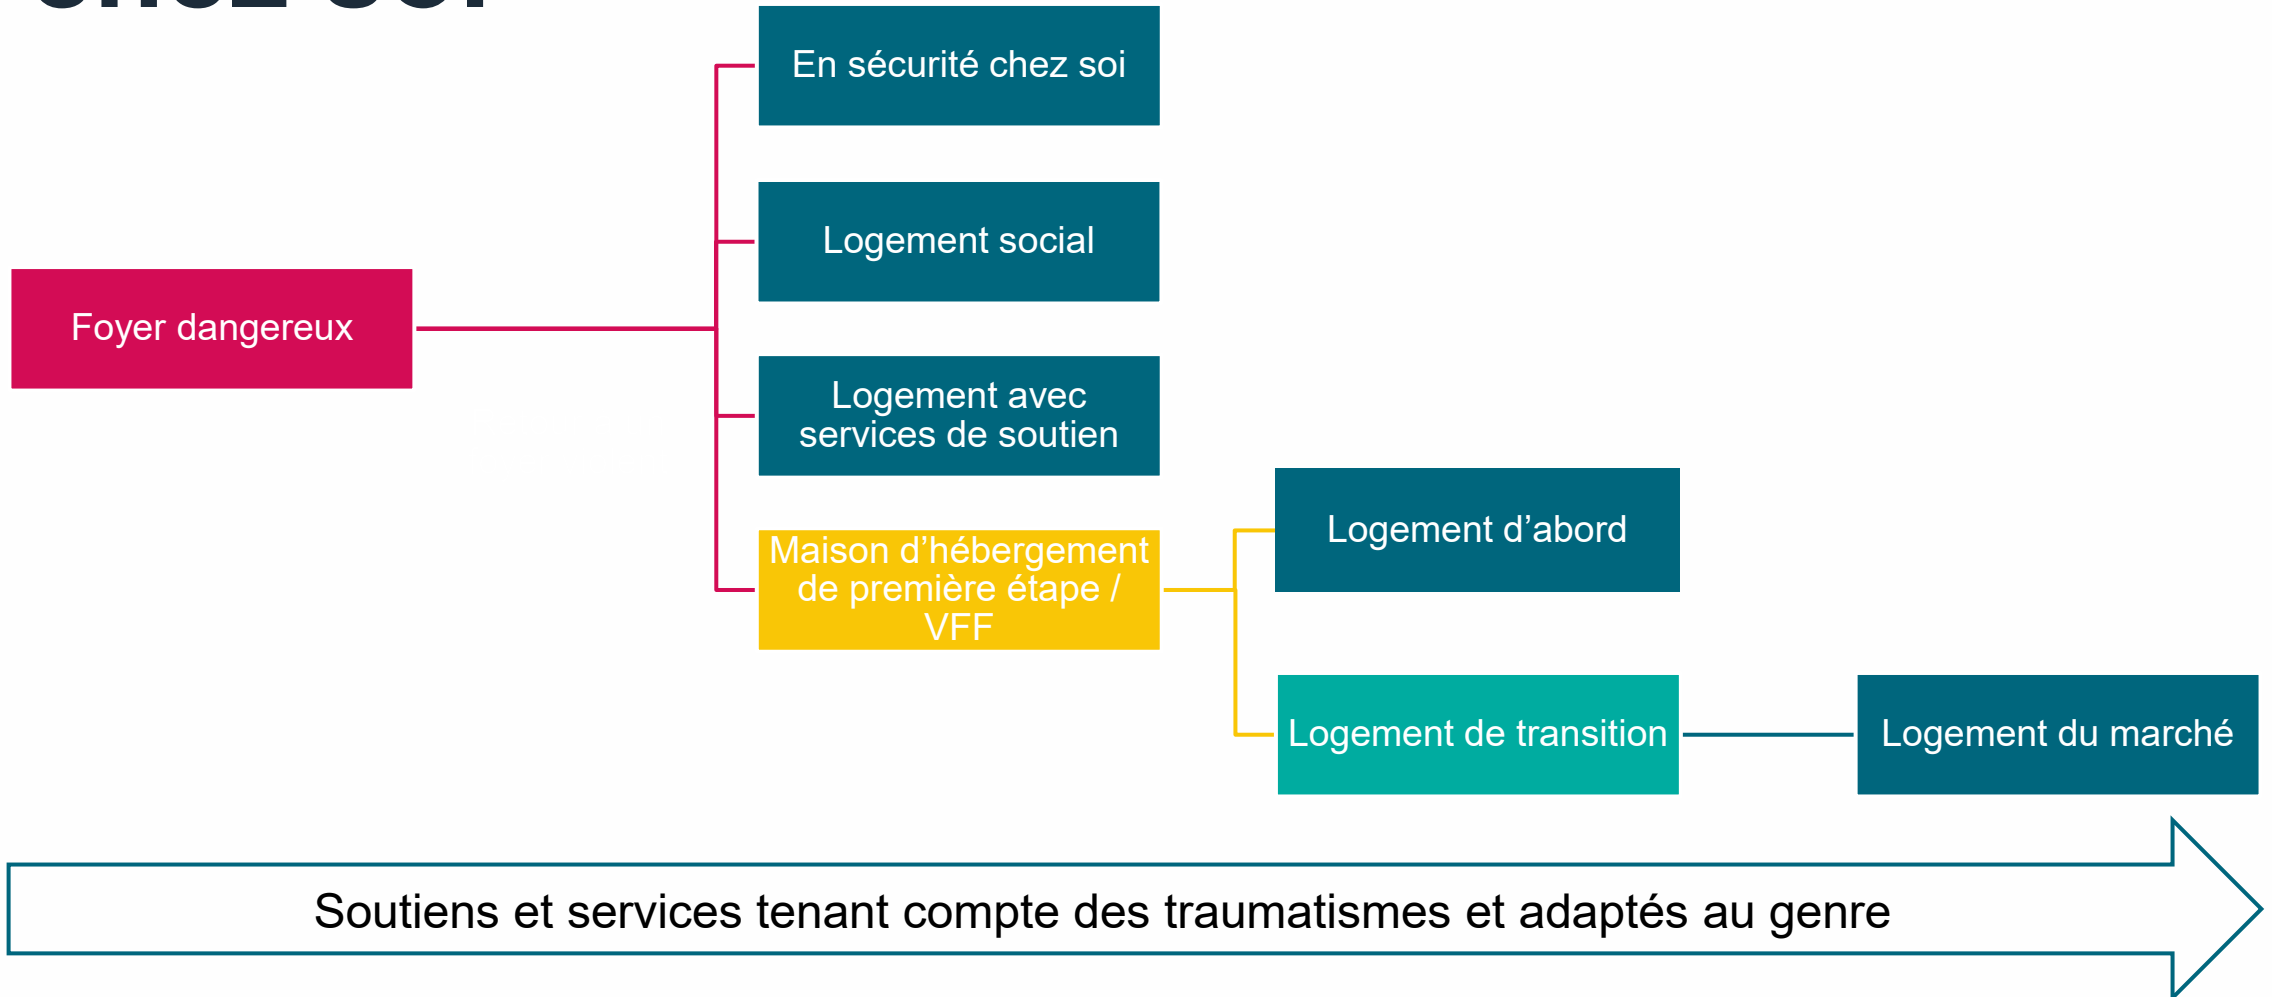 chez soi
En sécurité chez soi
Logement social
Foyer dangereux
Logement avec
services de soutien
Logement d’abord
Maison d’hébergement
de première étape /
VFF
Logement de transition
Logement du marché
Soutiens et services tenant compte des traumatismes et adaptés au genre